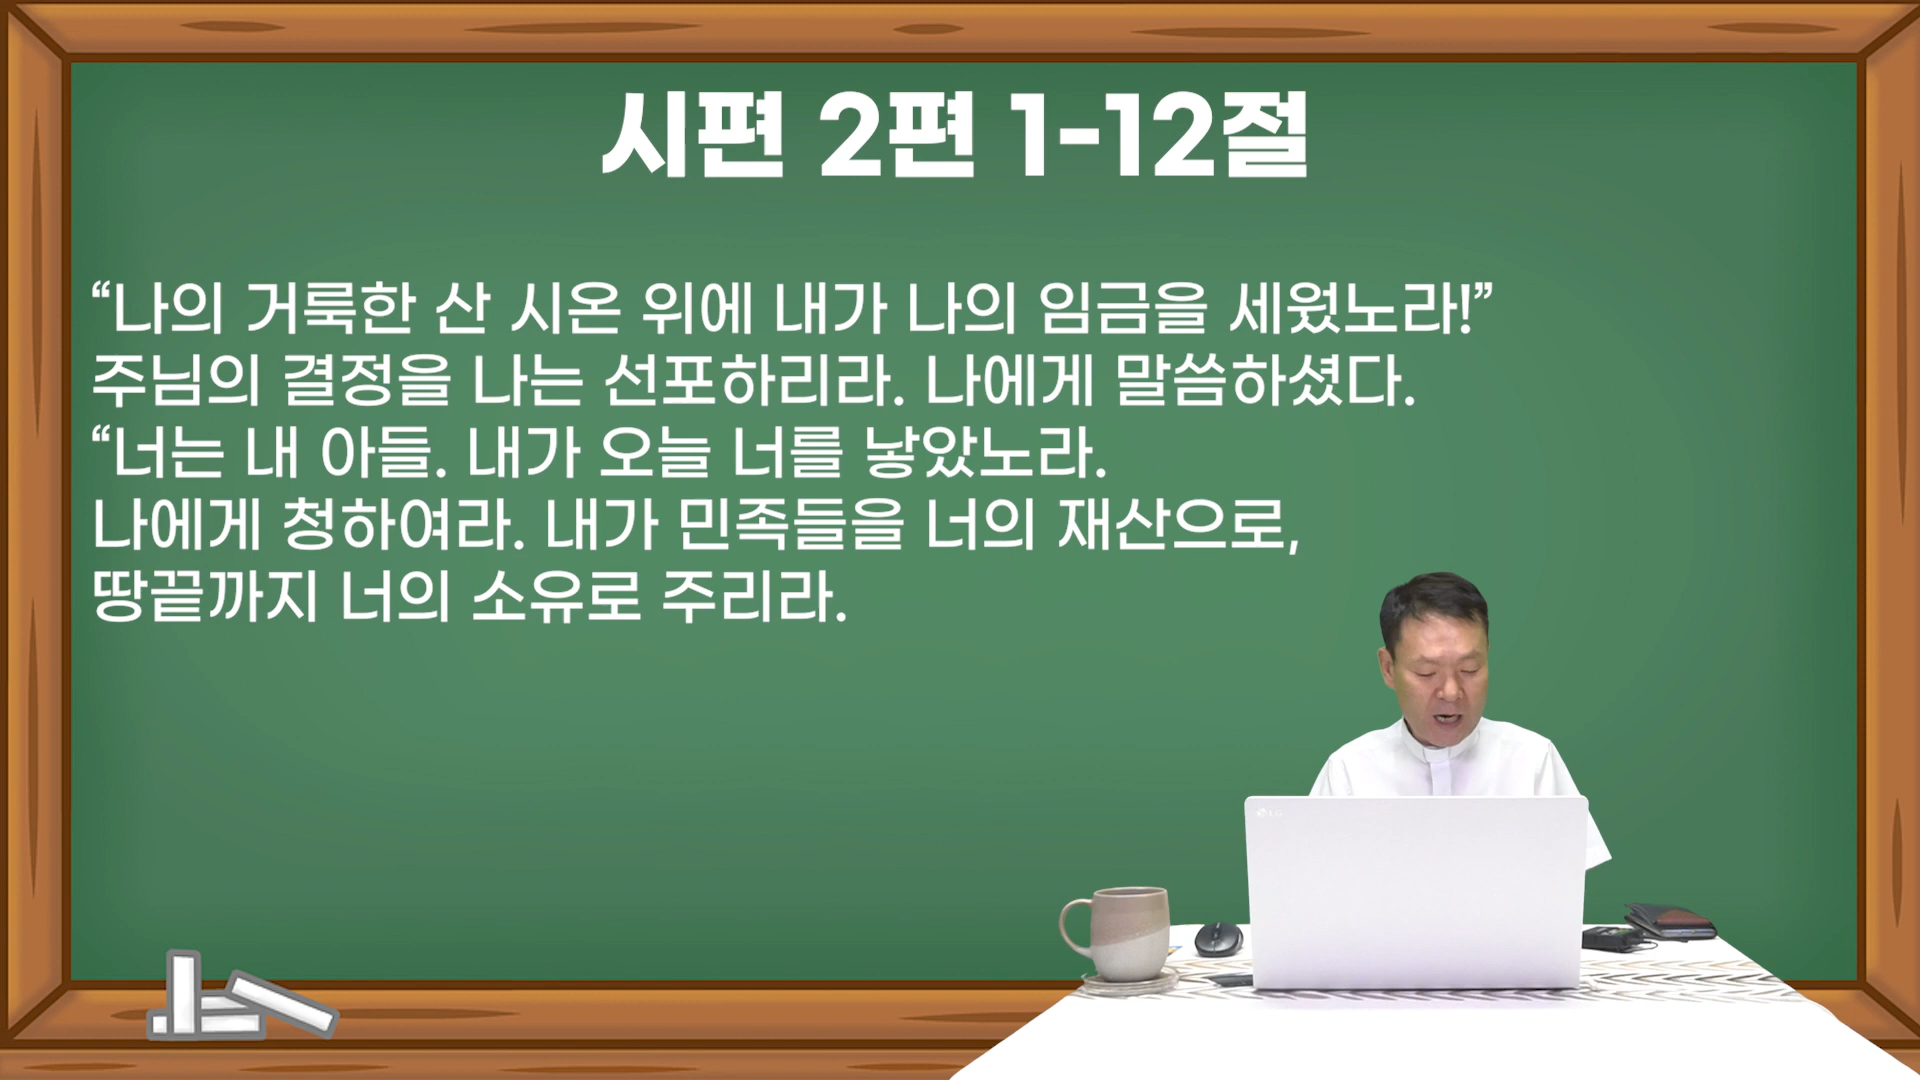 시편 2편 1-12절
“나의 거룩한 산 시온 위에 내가 나의 임금을 세웠노라!”
주님의 결정을 나는 선포하리라. 나에게 말씀하셨다.
“너는 내 아들. 내가 오늘 너를 낳았노라.
나에게 청하여라. 내가 민족들을 너의 재산으로,
땅끝까지 너의 소유로 주리라.
LG